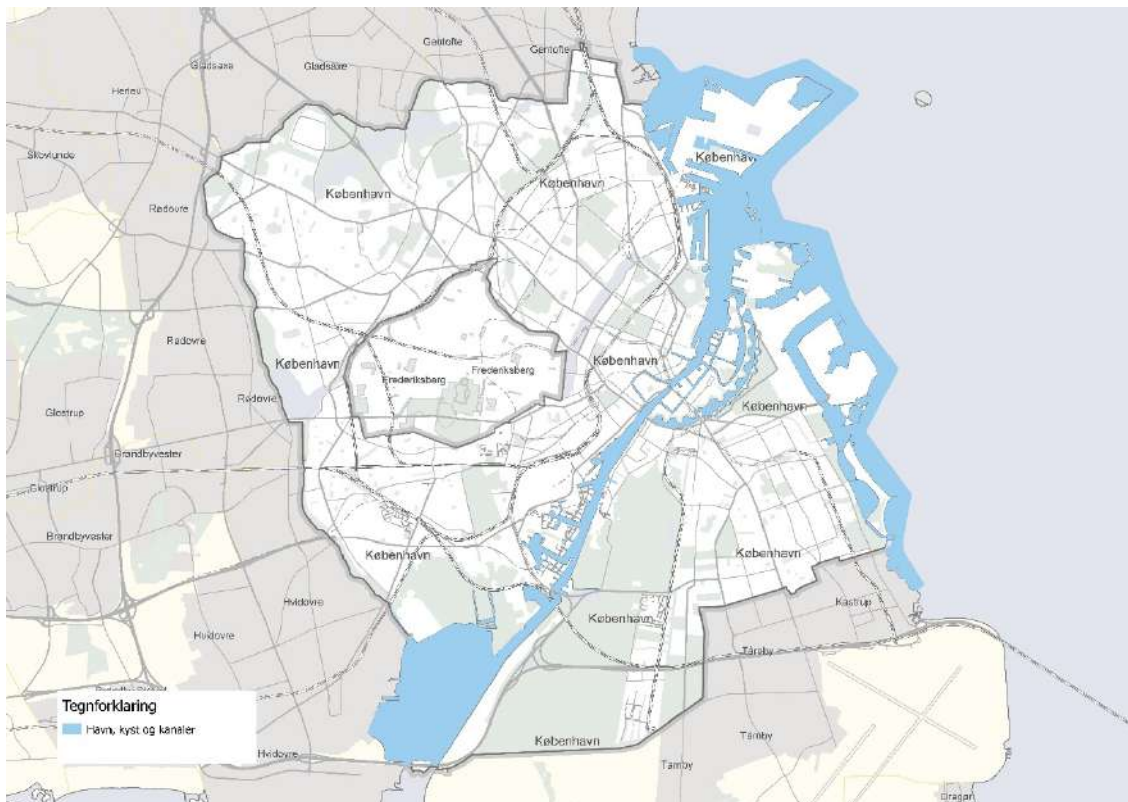 Gentofte
Gentofte
Gladsaxe
Gladsaxe
Herlev
Skovlunde
København
Rødovre
København
København
Rødovre
København
København
Frederiksberg
Frederiksberg
Rødovre
København
Glostrup
Brøndbyvester
Glostrup
Brøndbyvester
København
København
Hvidovre
København
Kastrup
Hvidovre
Tårnby
Tegnforklaring
Havn, kyst og kanaler
København
Tårnby
Hvidovre
Tårnby
Dragør